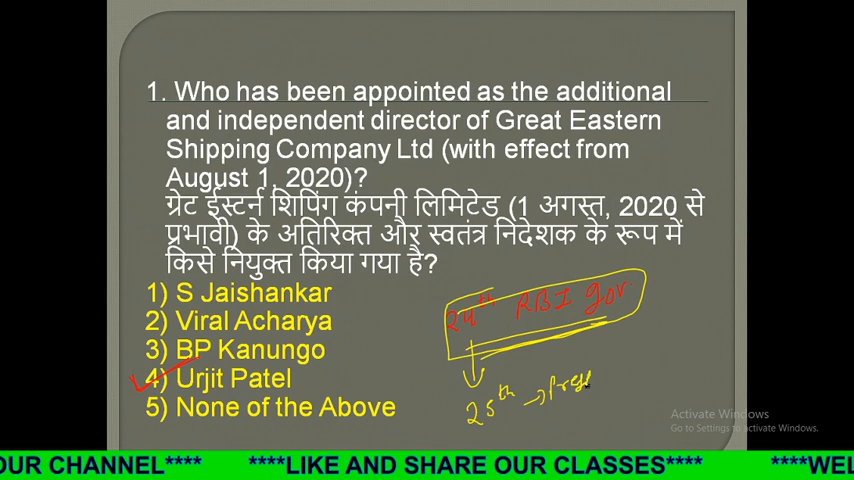 1. Who has been appointed as the additional
and independent director of Great Eastern
Shipping Company Ltd (with effect from
August 1, 2020)?
ग्रेट ईस्टर्न शिपिंग कंपनी लिमिटेड (1 अगस्त, 2020 से
प्रभावी) के अतिरिक्त और स्वतंत्र निदेशक के रूप में
किसे नियुक्त किया गया है?
1) S Jaishankar
2) Viral Acharya
3) BP Kanungo
4) Urjit Patel
5) None of the Above
24th RBI gov
25th →
Activate Windows
Go to Settings to activate Windows.
OUR CHANNEL**** ****LIKE AND SHARE OUR CLASSES**** ****WEL